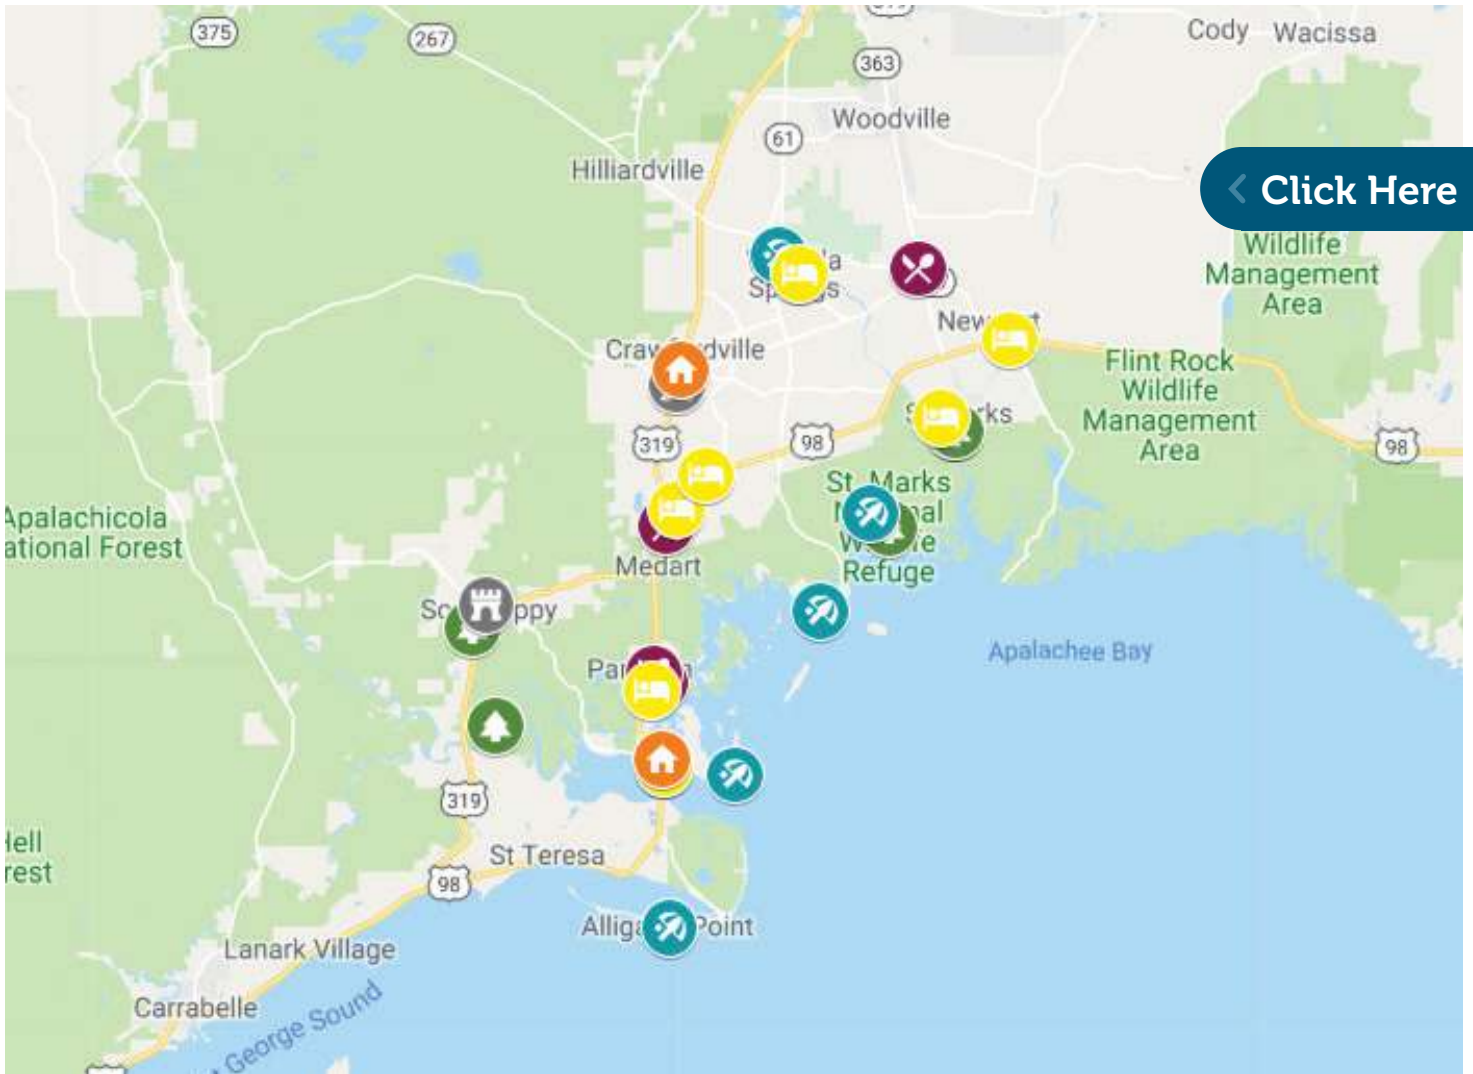 375
267
363
Cody
Wacissa
Woodville
61
Hilliardville
Click Here
Wildlife
Management
Area
Flint Rock
Wildlife
Management
Area
319
98
98
St. Marks
Refuge
Apalachicola
ational Forest
Medart
Apalachee Bay
319
St Teresa
98
Point
Lanark Village
Carrabelle
George Sound